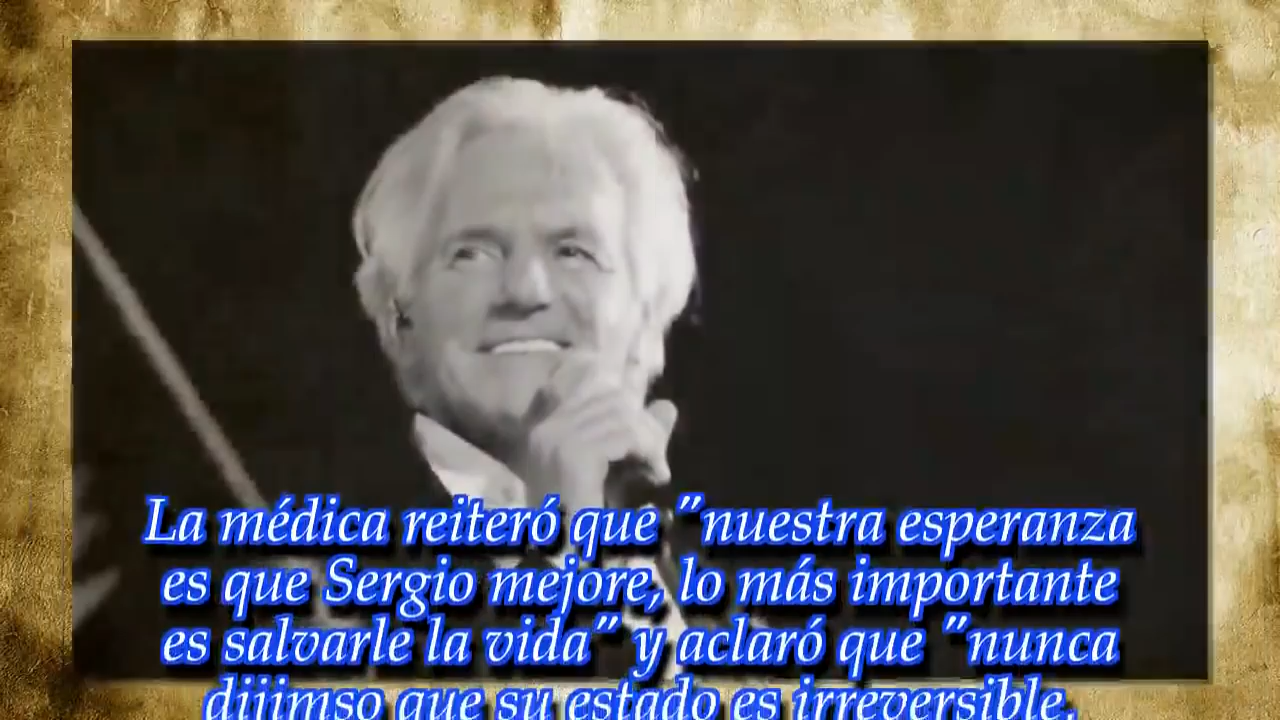 La médica reiteró que "nuestra esperanza
es que Sergio mejore, lo más importante
es salvarle la vida" y aclaró que "nunca
dijimso que su estado es irreversible,